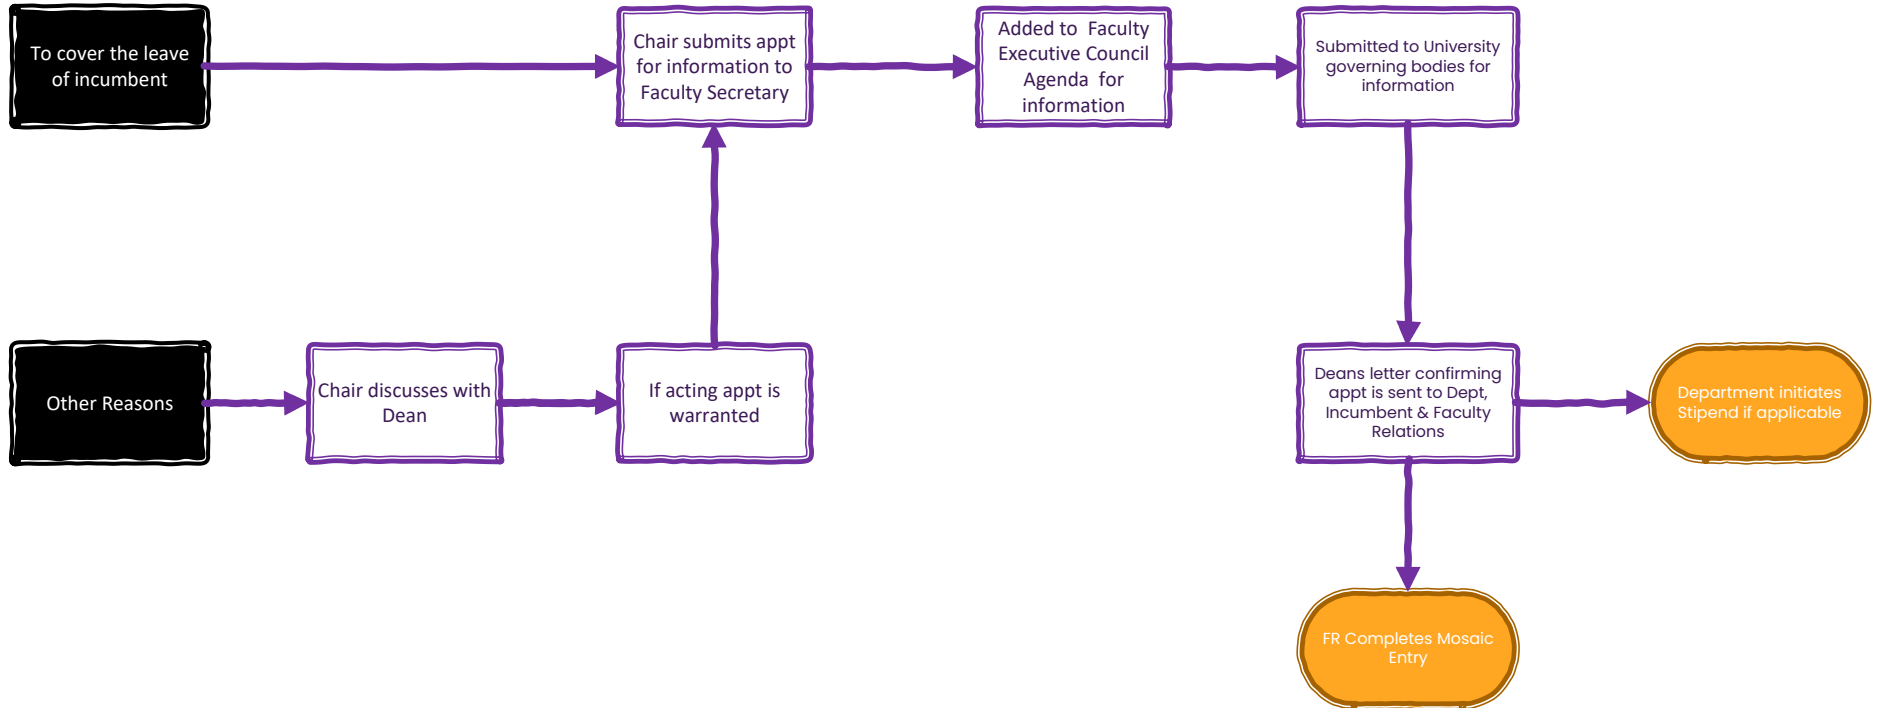 To cover the leave
of incumbent
Chair submits appt
for information to
Faculty Secretary
Added to Faculty
Executive Council
Agenda for
information
Submitted to University
governing bodies for
information
Other Reasons
Chair discusses with
Dean
If acting appt is
warranted
Deans letter confirming
appt is sent to Dept,
Incumbent & Faculty
Relations
Department initiates
Stipend if applicable
FR Completes Mosaic
Entry